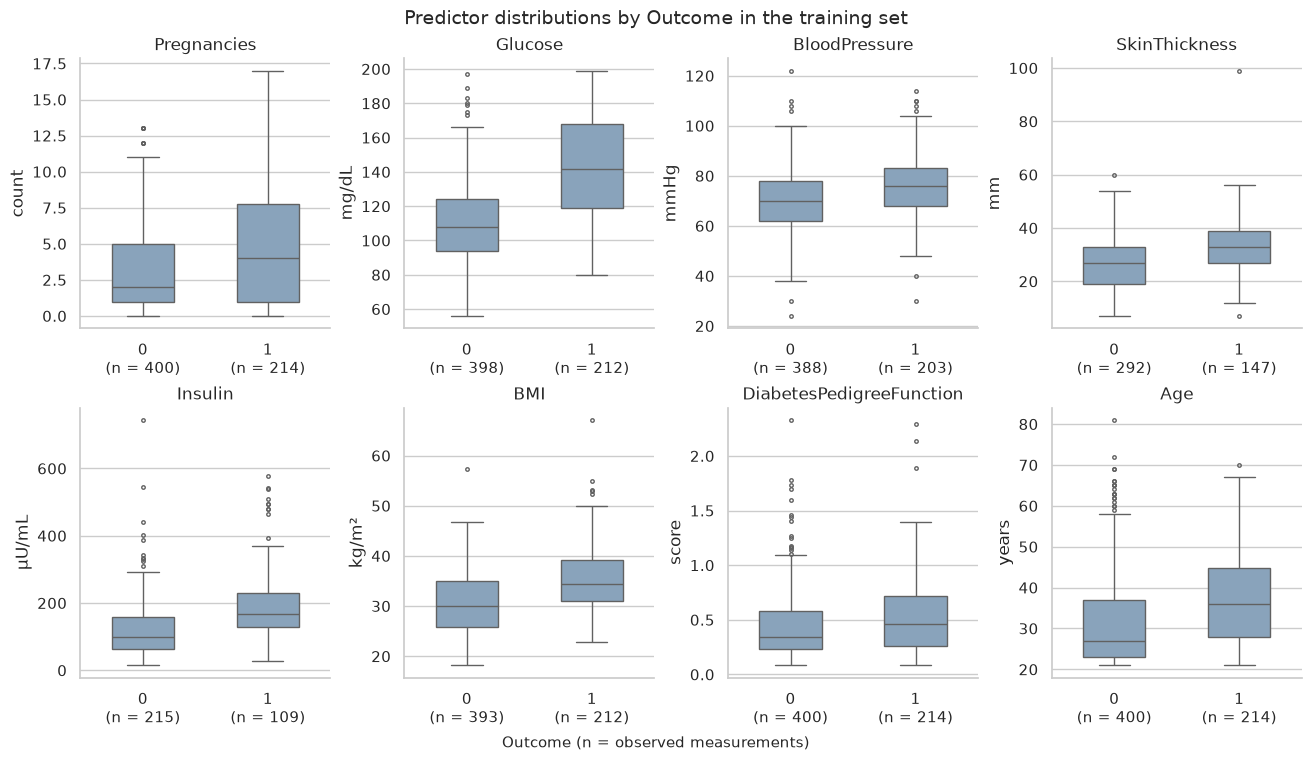 Predictor distributions by Outcome in the training set
Pregnancies
count
17.5
15.0
12.5
10.0
7.5
5.0
2.5
0.0
0
(n = 400)
1
(n = 214)
Glucose
mg/dL
200
180
160
140
120
100
80
60
0
(n = 398)
1
(n = 212)
BloodPressure
mmHg
120
100
80
60
40
20
0
(n = 388)
1
(n = 203)
SkinThickness
mm
100
80
60
40
20
0
(n = 292)
1
(n = 147)
Insulin
µU/mL
600
400
200
0
0
(n = 215)
1
(n = 109)
BMI
kg/m²
60
50
40
30
20
0
(n = 393)
1
(n = 212)
DiabetesPedigreeFunction
score
2.0
1.5
1.0
0.5
0.0
0
(n = 400)
1
(n = 214)
Age
years
80
70
60
50
40
30
20
0
(n = 400)
1
(n = 214)
Outcome (n = observed measurements)